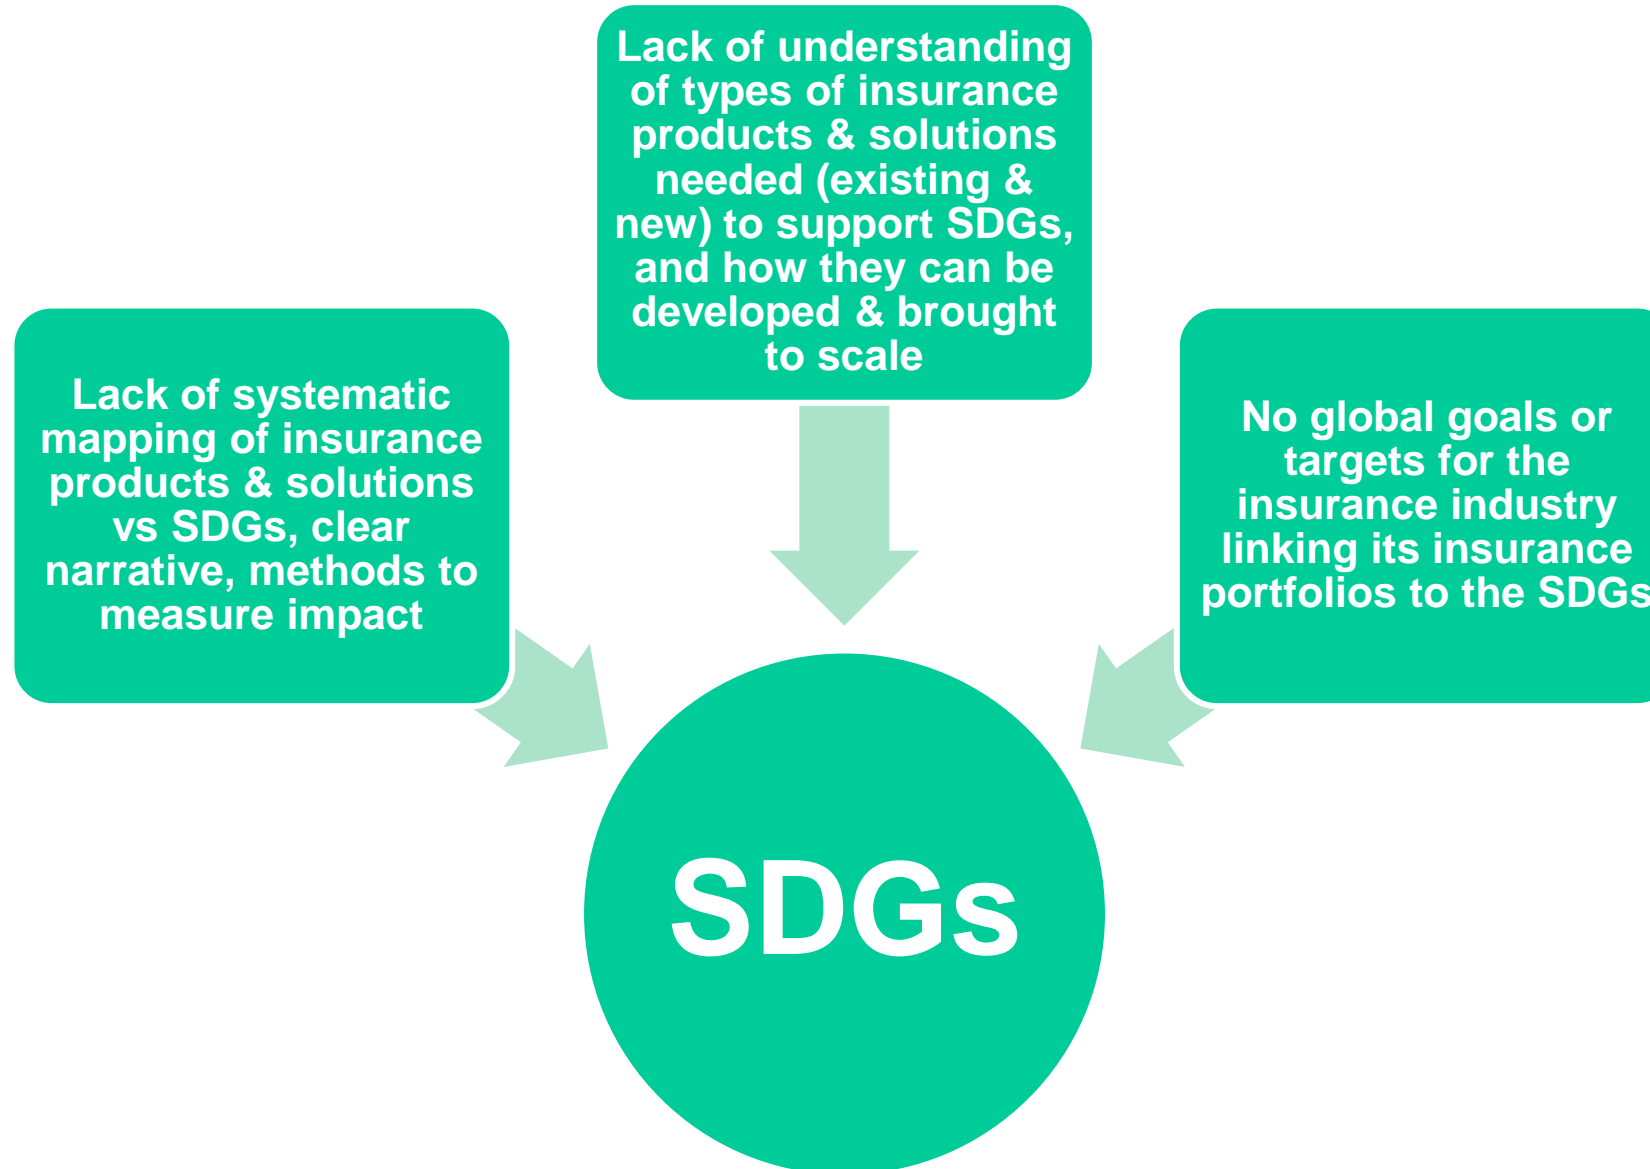 Lack of understanding
of types of insurance
products & solutions
needed (existing &
new) to support SDGs,
and how they can be
developed & brought
to scale
Lack of systematic
mapping of insurance
products & solutions
vs SDGs, clear
narrative, methods to
measure impact
No global goals or
targets for the
insurance industry
linking its insurance
portfolios to the SDGs
SDGs